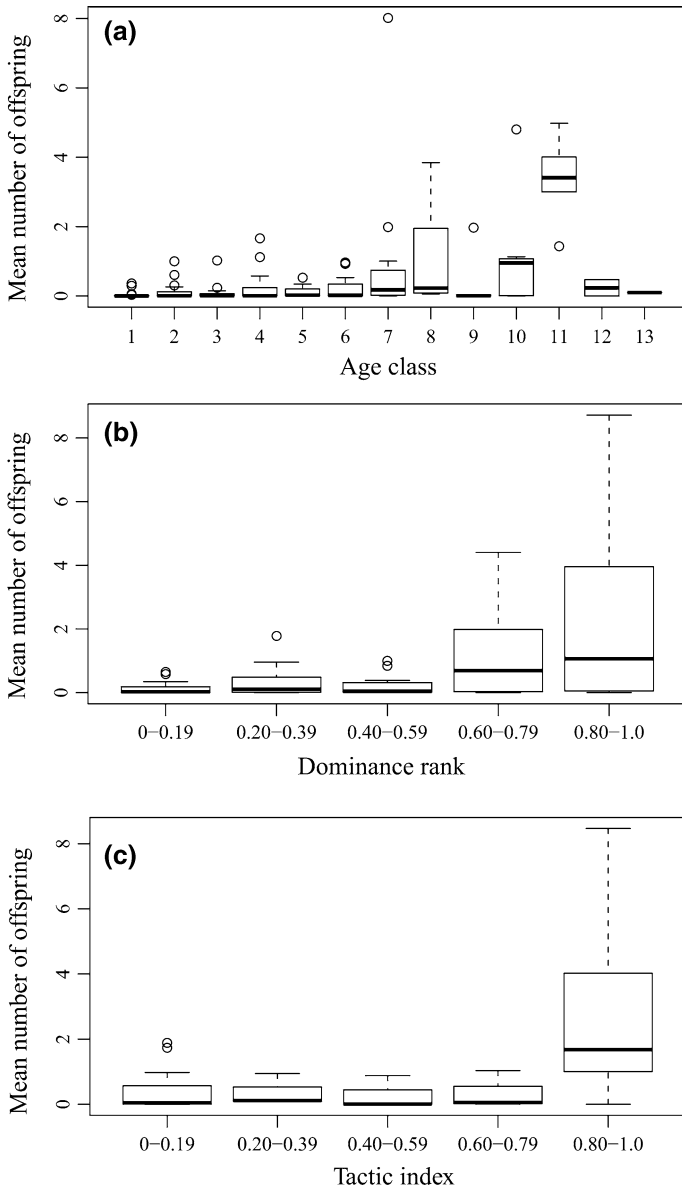 (a)
Mean number of offspring
8
6
4
2
0
1 2 3 4 5 6 7 8 9 10 11 12 13
Age class
(b)
Mean number of offspring
8
6
4
2
0
0−0.19 0.20−0.39 0.40−0.59 0.60−0.79 0.80−1.0
Dominance rank
(c)
Mean number of offspring
8
6
4
2
0
0−0.19 0.20−0.39 0.40−0.59 0.60−0.79 0.80−1.0
Tactic index